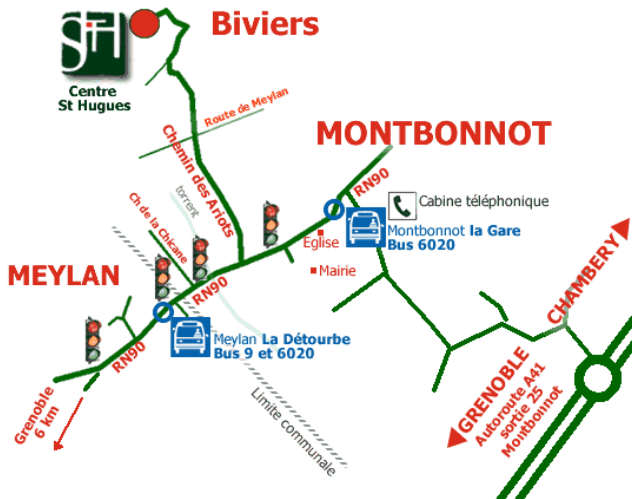 StH
Biviers
Centre
St Hugues
Route de Meylan
Chemin des Ariots
MONTBONNOT
RN90
torrent
Cabine téléphonique
Ch de la Chicane
Eglise
Montbonnot la Gare
Bus 6020
Mairie
MEYLAN
RN90
CHAMBERY
Meylan La Détourbe
Bus 9 et 6020
RN90
Limite communale
GRENOBLE
Autoroute A41
sortie 25
Montbonnot
Grenoble
6 km